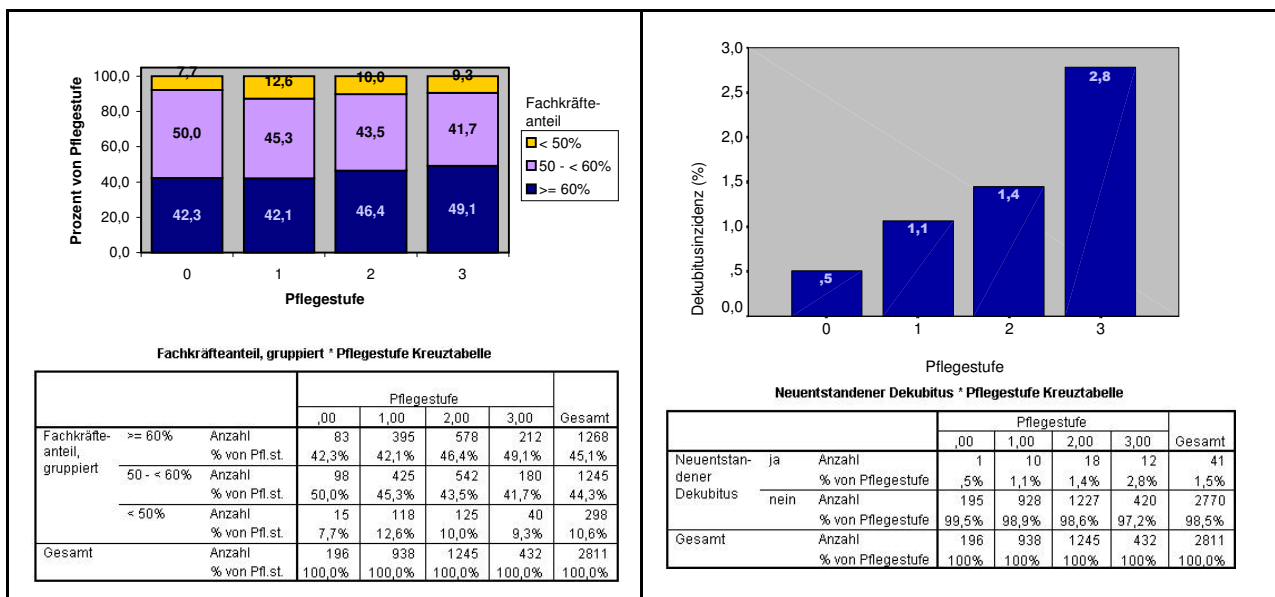 100,0
80,0
60,0
40,0
20,0
0,0
Prozent von Pflegestufe
7,7
12,6
10,0
9,3
50,0
45,3
43,5
41,7
42,3
42,1
46,4
49,1
0
1
2
3
Pflegestufe
Fachkräfte-
anteil
< 50%
50 - < 60%
>= 60%
Fachkräfteanteil, gruppiert * Pflegestufe Kreuztabelle
Pflegestufe
,00 1,00 2,00 3,00 Gesamt
Fachkräfte- >= 60% Anzahl 83 395 578 212 1268
anteil, % von Pfl.st. 42,3% 42,1% 46,4% 49,1% 45,1%
gruppiert 50 - < 60% Anzahl 98 425 542 180 1245
% von Pfl.st. 50,0% 45,3% 43,5% 41,7% 44,3%
< 50% Anzahl 15 118 125 40 298
% von Pfl.st. 7,7% 12,6% 10,0% 9,3% 10,6%
Gesamt Anzahl 196 938 1245 432 2811
% von Pfl.st. 100,0% 100,0% 100,0% 100,0% 100,0%
3,0
2,5
2,0
1,5
1,0
,5
0,0
Dekubitusinzidenz (%)
,5
1,1
1,4
2,8
0
1
2
3
Pflegestufe
Neuentstandener Dekubitus * Pflegestufe Kreuztabelle
Pflegestufe
,00 1,00 2,00 3,00 Gesamt
Neuentstan- ja Anzahl 1 10 18 12 41
dener % von Pflegestufe ,5% 1,1% 1,4% 2,8% 1,5%
Dekubitus nein Anzahl 195 928 1227 420 2770
% von Pflegestufe 99,5% 98,9% 98,6% 97,2% 98,5%
Gesamt Anzahl 196 938 1245 432 2811
% von Pflegestufe 100% 100% 100% 100% 100,0%